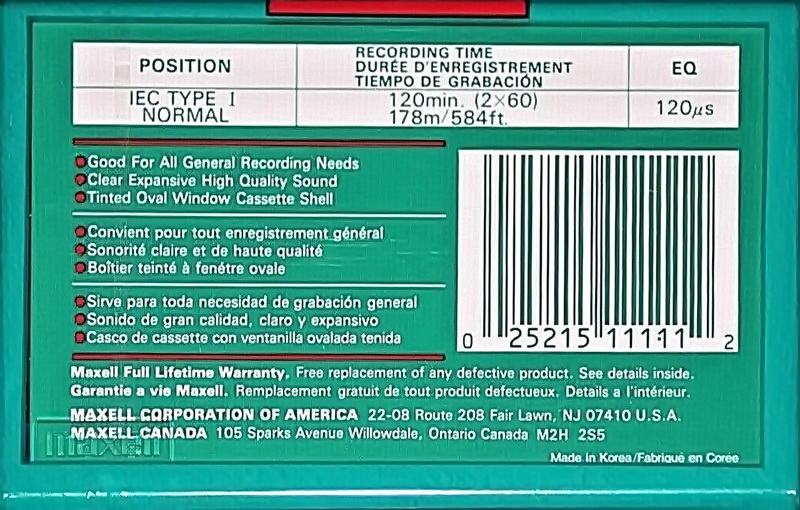 POSITION
RECORDING TIME
DURÉE D'ENREGISTREMENT
TIEMPO DE GRABACIÓN
EQ
IEC TYPE I
NORMAL
120min. (2×60)
178m/584ft.
120μs
Good For All General Recording Needs
Clear Expansive High Quality Sound
Tinted Oval Window Cassette Shell
Convient pour tout enregistrement général
Sonorité claire et de haute qualité
Boîtier teinté à fenétre ovale
Sirve para toda necesidad de grabación general
Sonido de gran calidad, claro y expansivo
Casco de cassette con ventanilla ovalada tenida
0 25215 11111 2
Maxell Full Lifetime Warranty. Free replacement of any defective product. See details inside.
Garantie a vie Maxell. Remplacement gratuit de tout produit defectueux. Details a l'intérieur.
MAXELL CORPORATION OF AMERICA 22-08 Route 208 Fair Lawn, NJ 07410 U.S.A.
MAXELL CANADA 105 Sparks Avenue Willowdale, Ontario Canada M2H 2S5
maxell
Made in Korea/Fabriqué en Corée